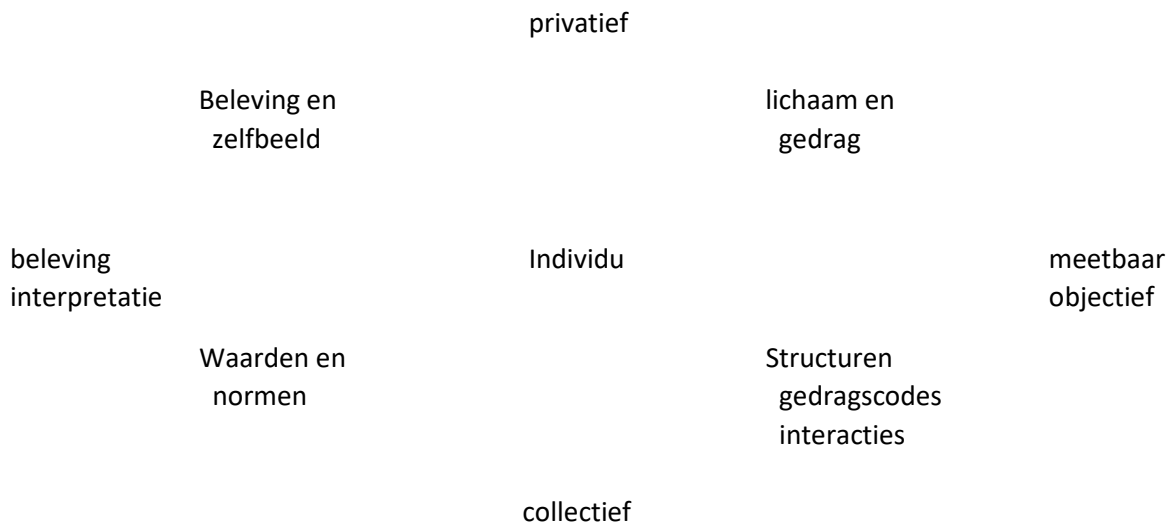 privatief
Beleving en lichaam en
zelfbeeld gedrag
beleving Individu meetbaar
interpretatie objectief
Waarden en Structuren
normen gedragscodes
interacties
collectief